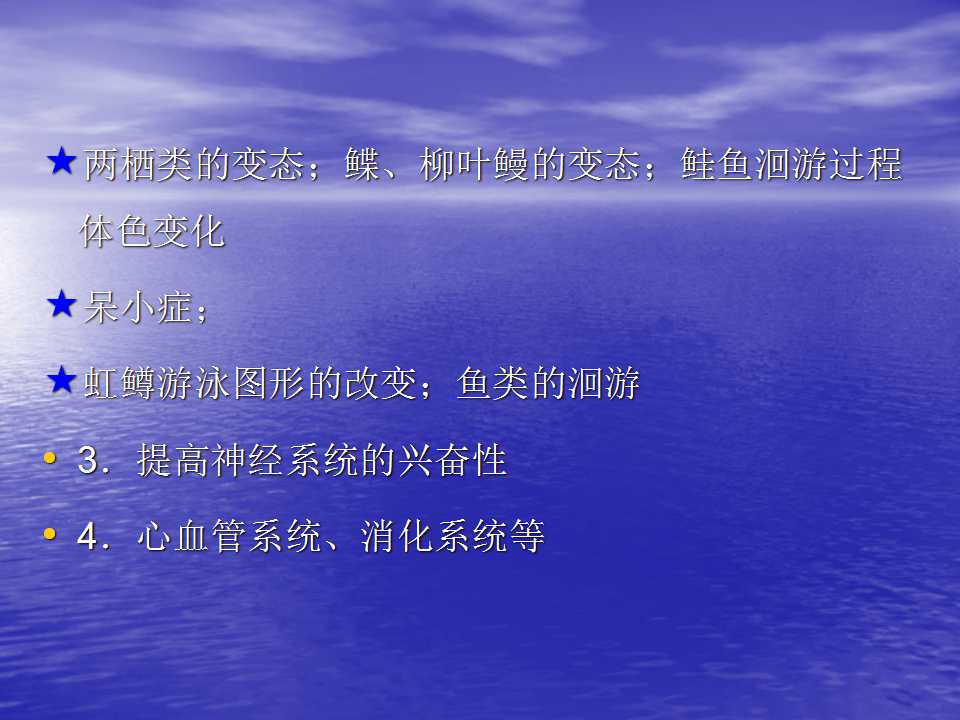 ★两栖类的变态；鲽、柳叶鳗的变态；鲑鱼洄游过程
体色变化
★呆小症；
★虹鳟游泳图形的改变；鱼类的洄游
• 3．提高神经系统的兴奋性
• 4．心血管系统、消化系统等